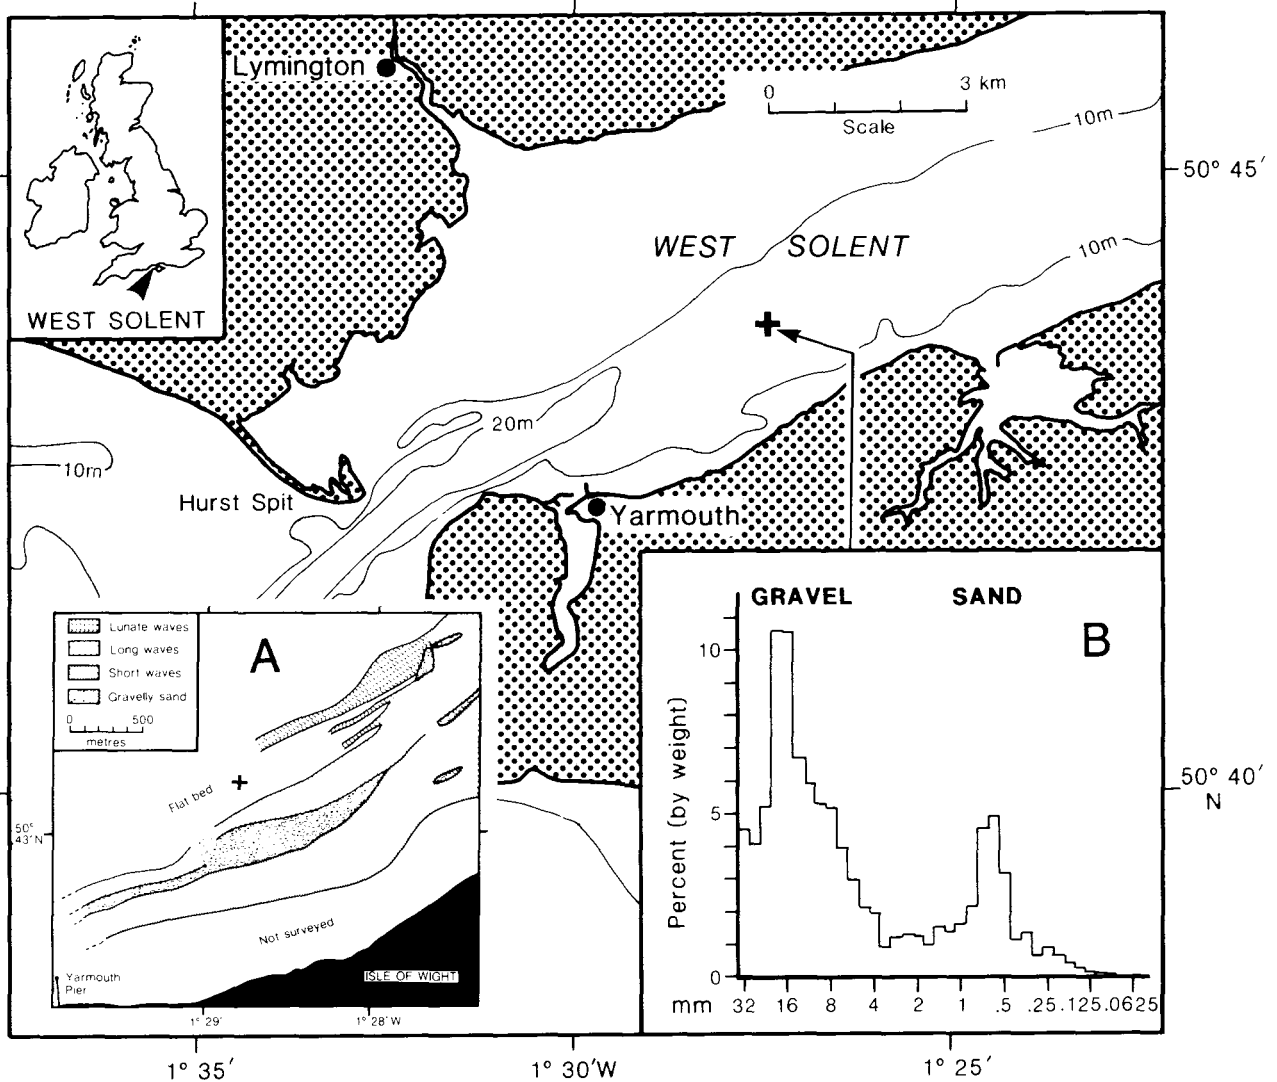 Lymington
0
3 km
Scale
10m
50° 45′
WEST SOLENT
10m
WEST SOLENT
20m
10m
Hurst Spit
Yarmouth
Lunate waves
Long waves
Short waves
Gravelly sand
0 500
metres
A
Flat bed
50°
43′N
Not surveyed
Yarmouth
Pier
ISLE OF WIGHT
1° 29′
1° 28′W
GRAVEL SAND
B
Percent (by weight)
10
5
0
mm 32 16 8 4 2 1 .5 .25 .125 .0625
50° 40′
N
1° 35′
1° 30′W
1° 25′